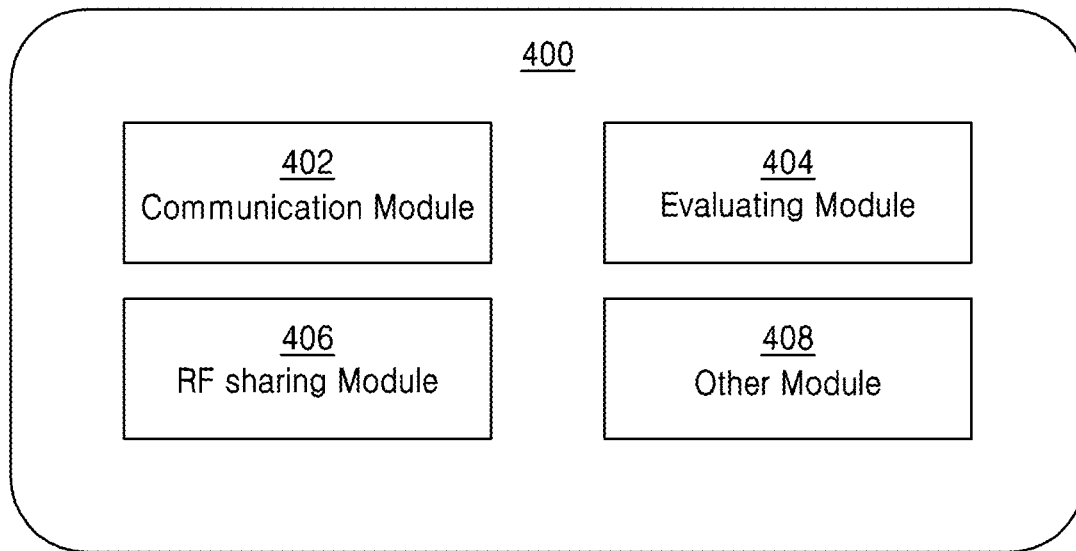 400
402
Communication Module
404
Evaluating Module
406
RF sharing Module
408
Other Module